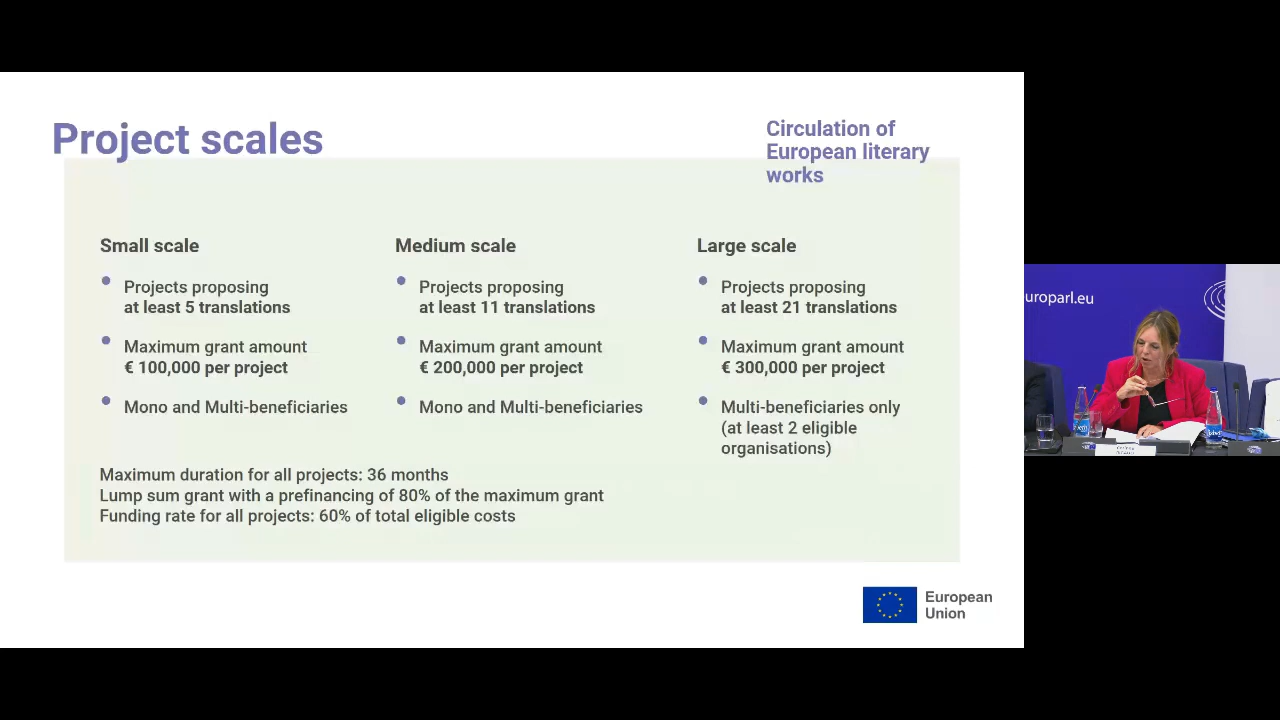 Project scales
Circulation of
European literary
works
Small scale
Projects proposing
at least 5 translations
Maximum grant amount
€ 100,000 per project
Mono and Multi-beneficiaries
Medium scale
Projects proposing
at least 11 translations
Maximum grant amount
€ 200,000 per project
Mono and Multi-beneficiaries
Large scale
Projects proposing
at least 21 translations
Maximum grant amount
€ 300,000 per project
Multi-beneficiaries only
(at least 2 eligible
organisations)
Maximum duration for all projects: 36 months
Lump sum grant with a prefinancing of 80% of the maximum grant
Funding rate for all projects: 60% of total eligible costs
European
Union
uroparl.eu